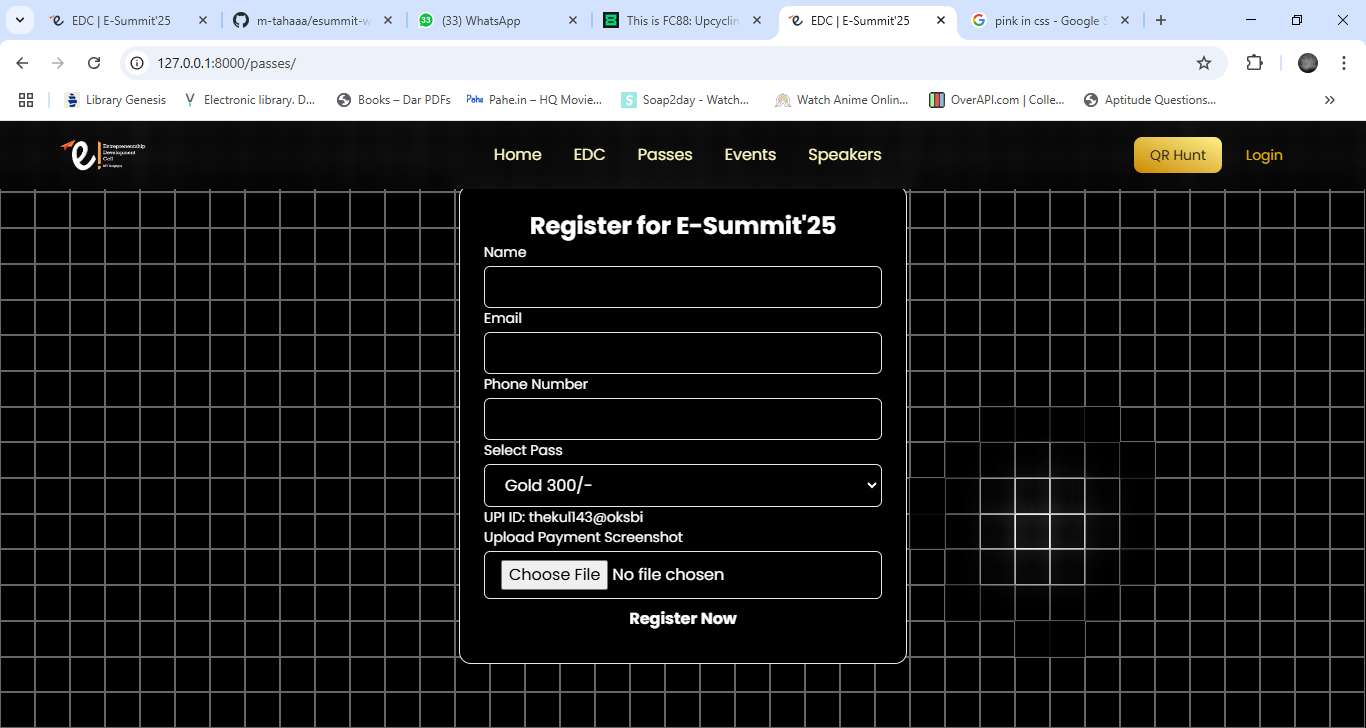 EDC | E-Summit'25
m-tahaaa/esummit-w
33
(33) WhatsApp
This is FC88: Upcyclin
EDC | E-Summit'25
pink in css - Google S
127.0.0.1:8000/passes/
Library Genesis
Electronic library. D...
Books – Dar PDFs
Pahe Pahe.in – HQ Movie...
S Soap2day - Watch...
Watch Anime Onlin...
OverAPI.com | Colle...
Aptitude Questions...
e! Entrepreneurship
Development
Cell
Home
EDC
Passes
Events
Speakers
QR Hunt
Login
Register for E-Summit'25
Name
Email
Phone Number
Select Pass
Gold 300/-
UPI ID: thekul143@oksbi
Upload Payment Screenshot
Choose File No file chosen
Register Now